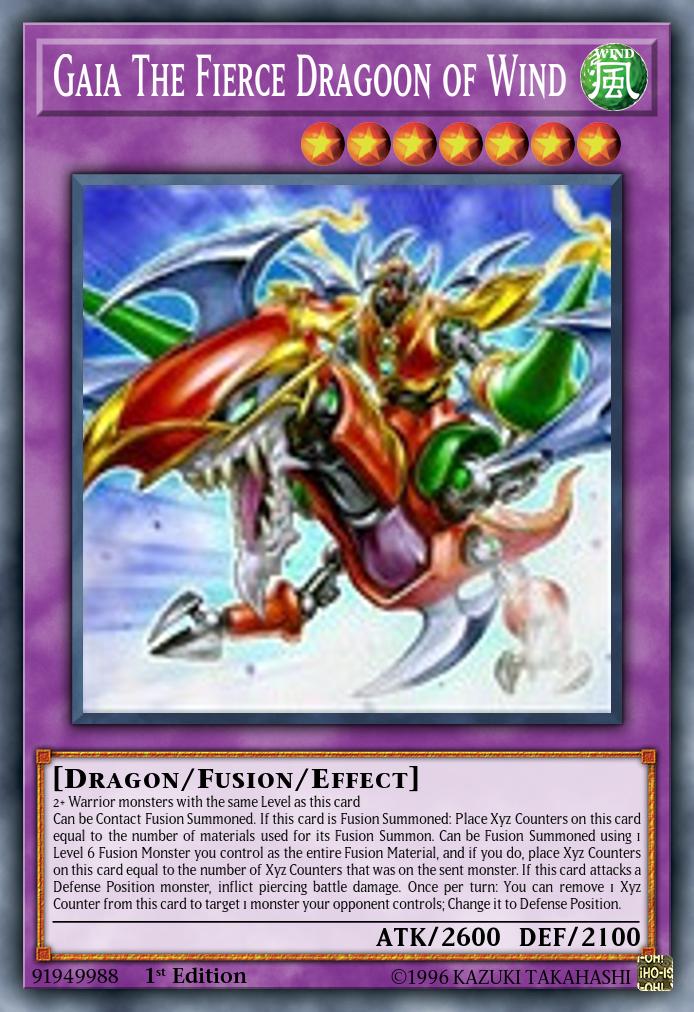 GAIA THE FIERCE DRAGOON OF WIND
WIND
風
[DRAGON/FUSION/EFFECT]
2+ Warrior monsters with the same Level as this card
Can be Contact Fusion Summoned. If this card is Fusion Summoned: Place Xyz Counters on this card
equal to the number of materials used for its Fusion Summon. Can be Fusion Summoned using 1
Level 6 Fusion Monster you control as the entire Fusion Material, and if you do, place Xyz Counters
on this card equal to the number of Xyz Counters that was on the sent monster. If this card attacks a
Defense Position monster, inflict piercing battle damage. Once per turn: You can remove 1 Xyz
Counter from this card to target 1 monster your opponent controls; Change it to Defense Position.
ATK/2600 DEF/2100
91949988 1st Edition ©1996 KAZUKI TAKAHASHI